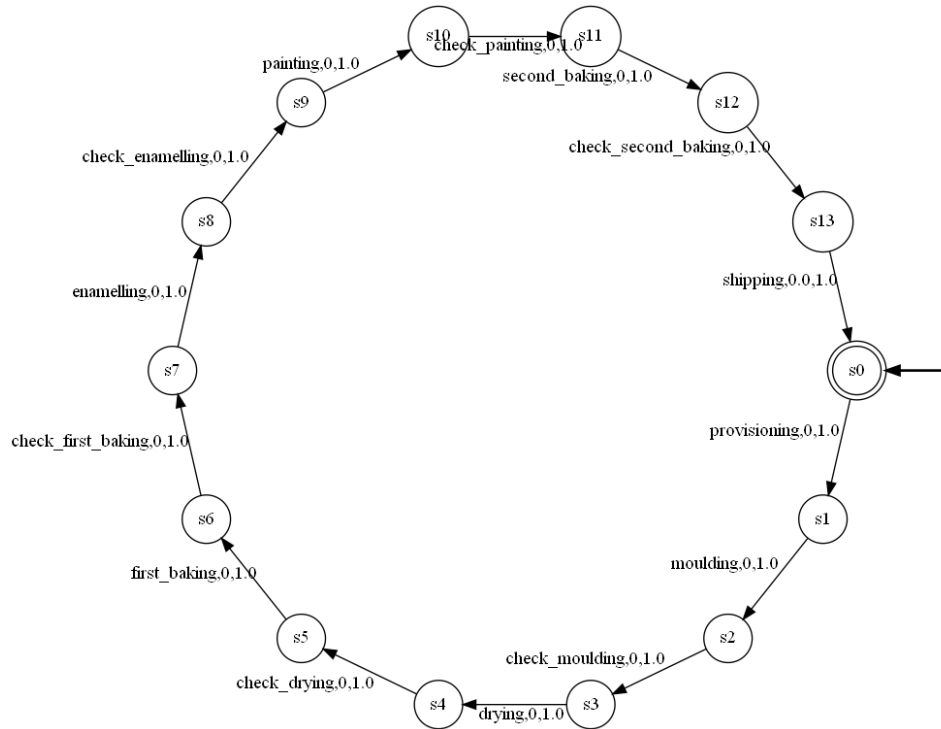 s10
check_painting,0,1.0
s11
painting,0,1.0
second_baking,0,1.0
s9
s12
check_enamelling,0,1.0
check_second_baking,0,1.0
s8
s13
enamelling,0,1.0
shipping,0.0,1.0
s7
s0
check_first_baking,0,1.0
provisioning,0,1.0
s6
s1
first_baking,0,1.0
moulding,0,1.0
s5
s2
check_drying,0,1.0
check_moulding,0,1.0
s4
drying,0,1.0
s3